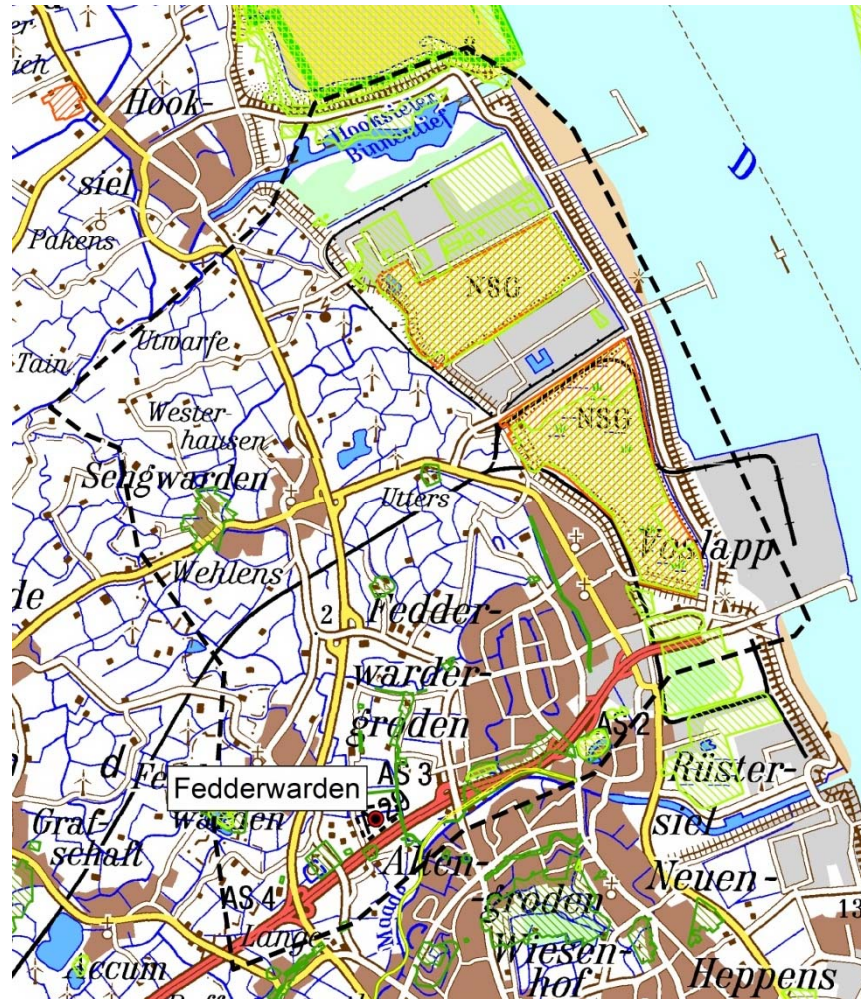 Hook-
siel
Hooksieler
Binnentief
Pakens
D
NSG
Utwarfe
Tain
Wester-
hausen
NSG
Sengwarden
Utters
Voslapp
Wehlens
de
2
Fedder-
warder-
groden
AS 2
AS 3
d
Fedderwarden
Rüster-
siel
Graf-
schaft
Alten-
groden
Neuen-
AS 4
Lange
Wiesen-
hof
13
Accum
Heppens